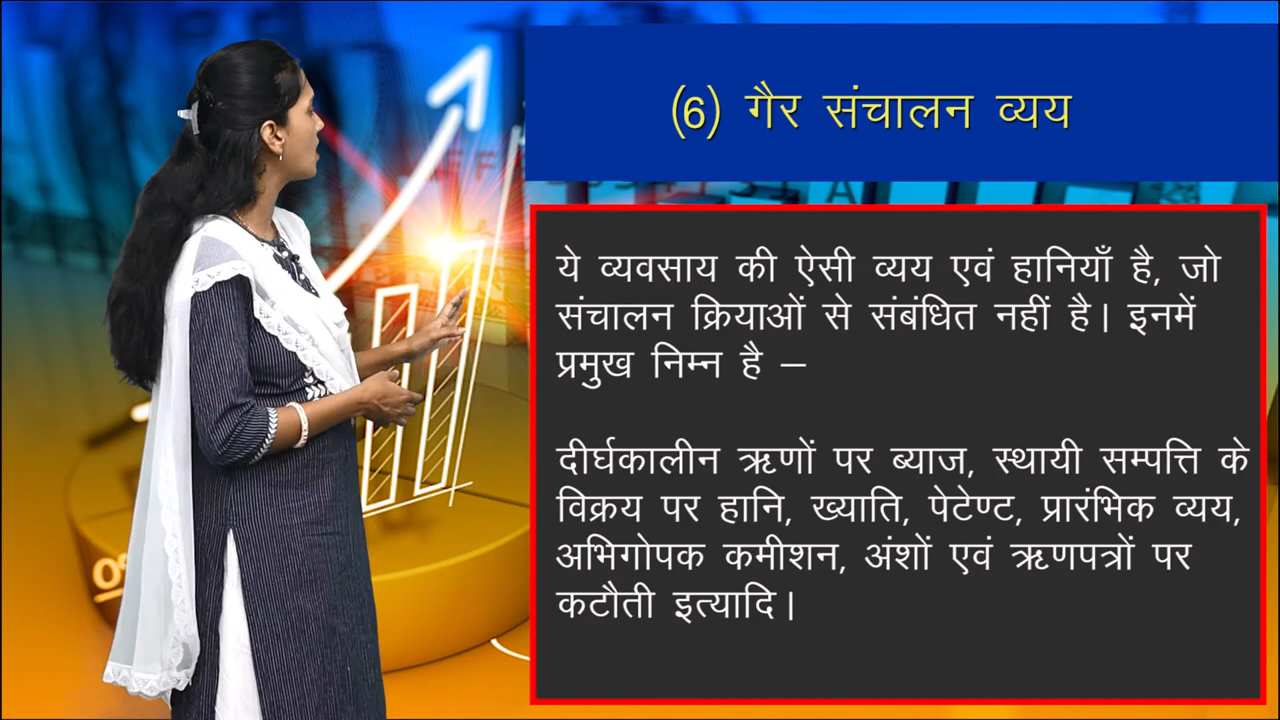 (6) गैर संचालन व्यय
ये व्यवसाय की ऐसी व्यय एवं हानियाँ है, जो
संचालन क्रियाओं से संबंधित नहीं है। इनमें
प्रमुख निम्न है –
दीर्घकालीन ऋणों पर ब्याज, स्थायी सम्पत्ति के
विक्रय पर हानि, ख्याति, पेटेण्ट, प्रारंभिक व्यय,
अभिगोपक कमीशन, अंशों एवं ऋणपत्रों पर
कटौती इत्यादि।